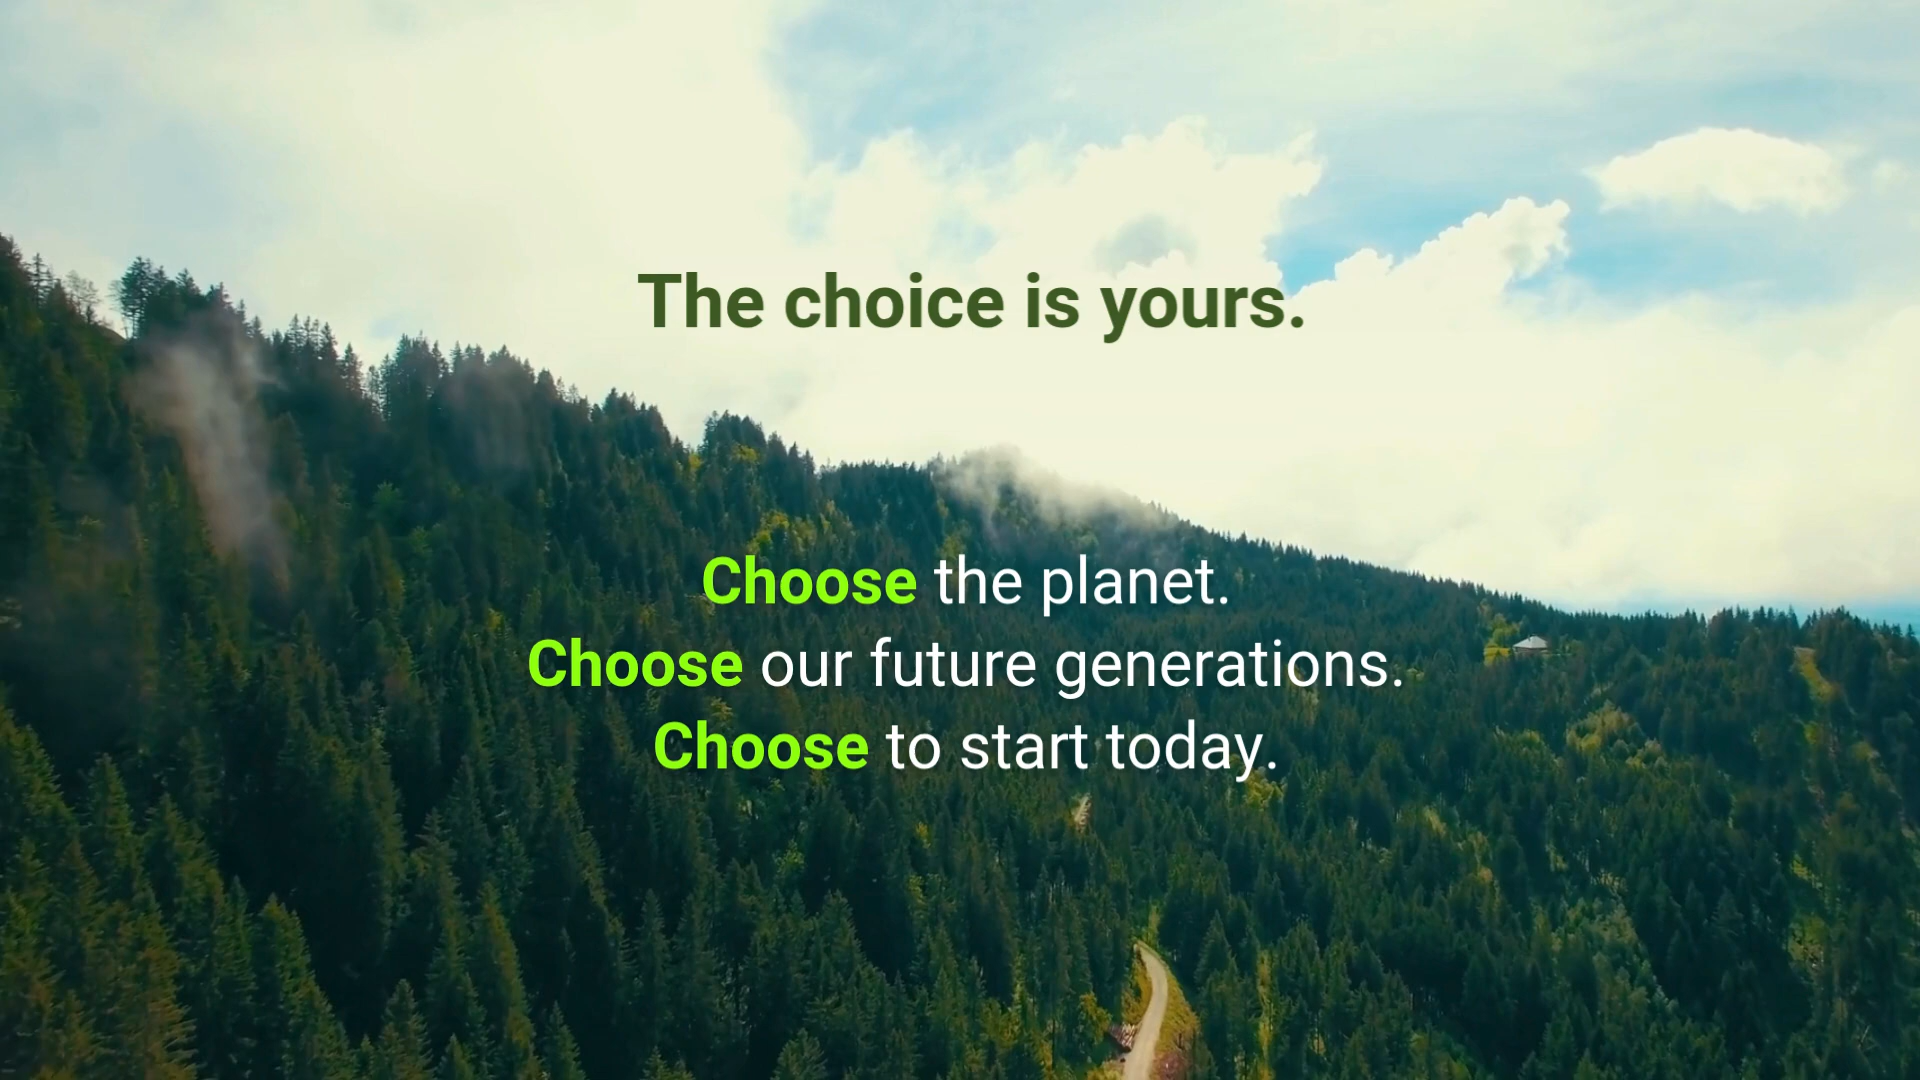 The choice is yours.
Choose the planet.
Choose our future generations.
Choose to start today.